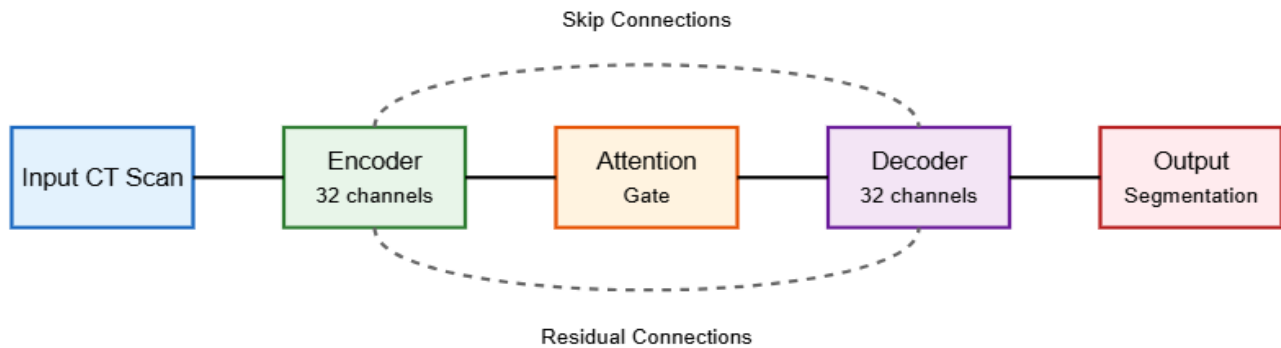 Skip Connections
Input CT Scan
Encoder
32 channels
Attention
Gate
Decoder
32 channels
Output
Segmentation
Residual Connections